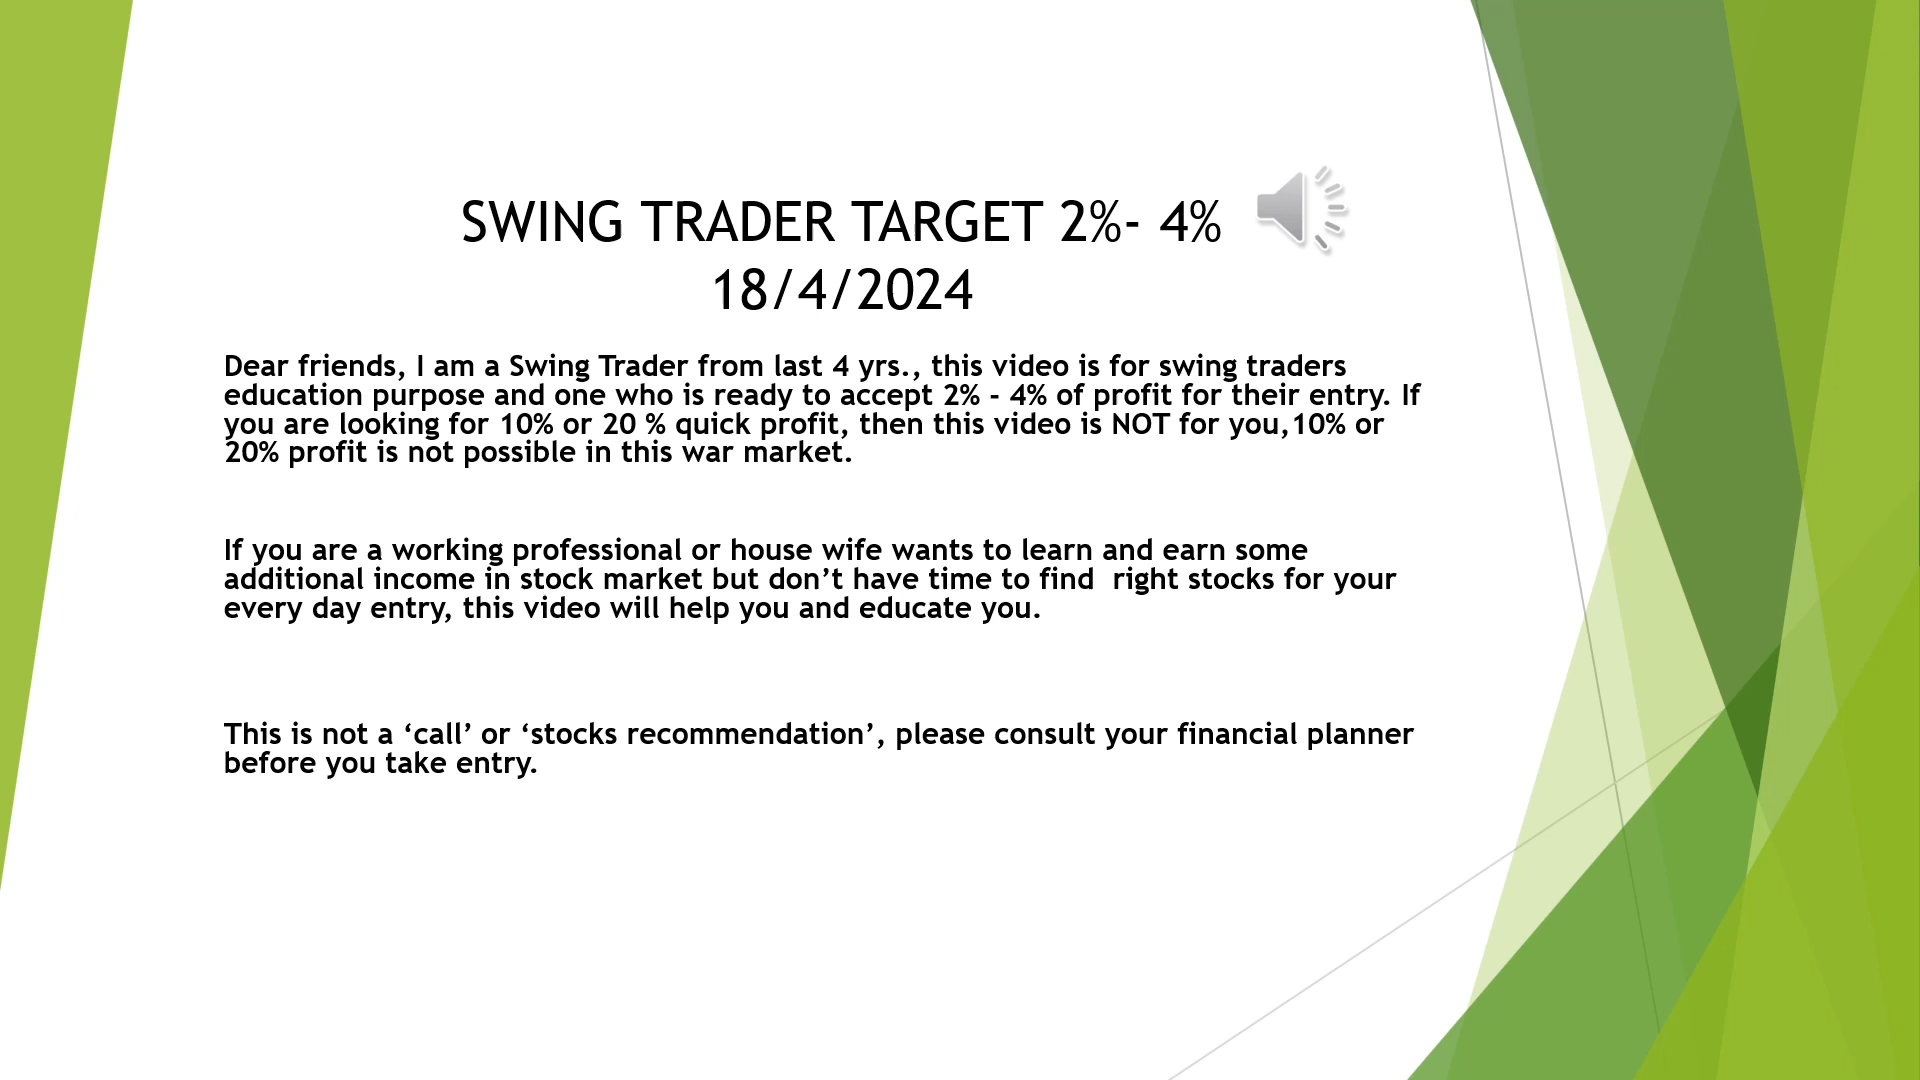 SWING TRADER TARGET 2%- 4%
18/4/2024
Dear friends, I am a Swing Trader from last 4 yrs., this video is for swing traders
education purpose and one who is ready to accept 2% - 4% of profit for their entry. If
you are looking for 10% or 20 % quick profit, then this video is NOT for you,10% or
20% profit is not possible in this war market.
If you are a working professional or house wife wants to learn and earn some
additional income in stock market but don’t have time to find  right stocks for your
every day entry, this video will help you and educate you.
This is not a ‘call’ or ‘stocks recommendation’, please consult your financial planner
before you take entry.